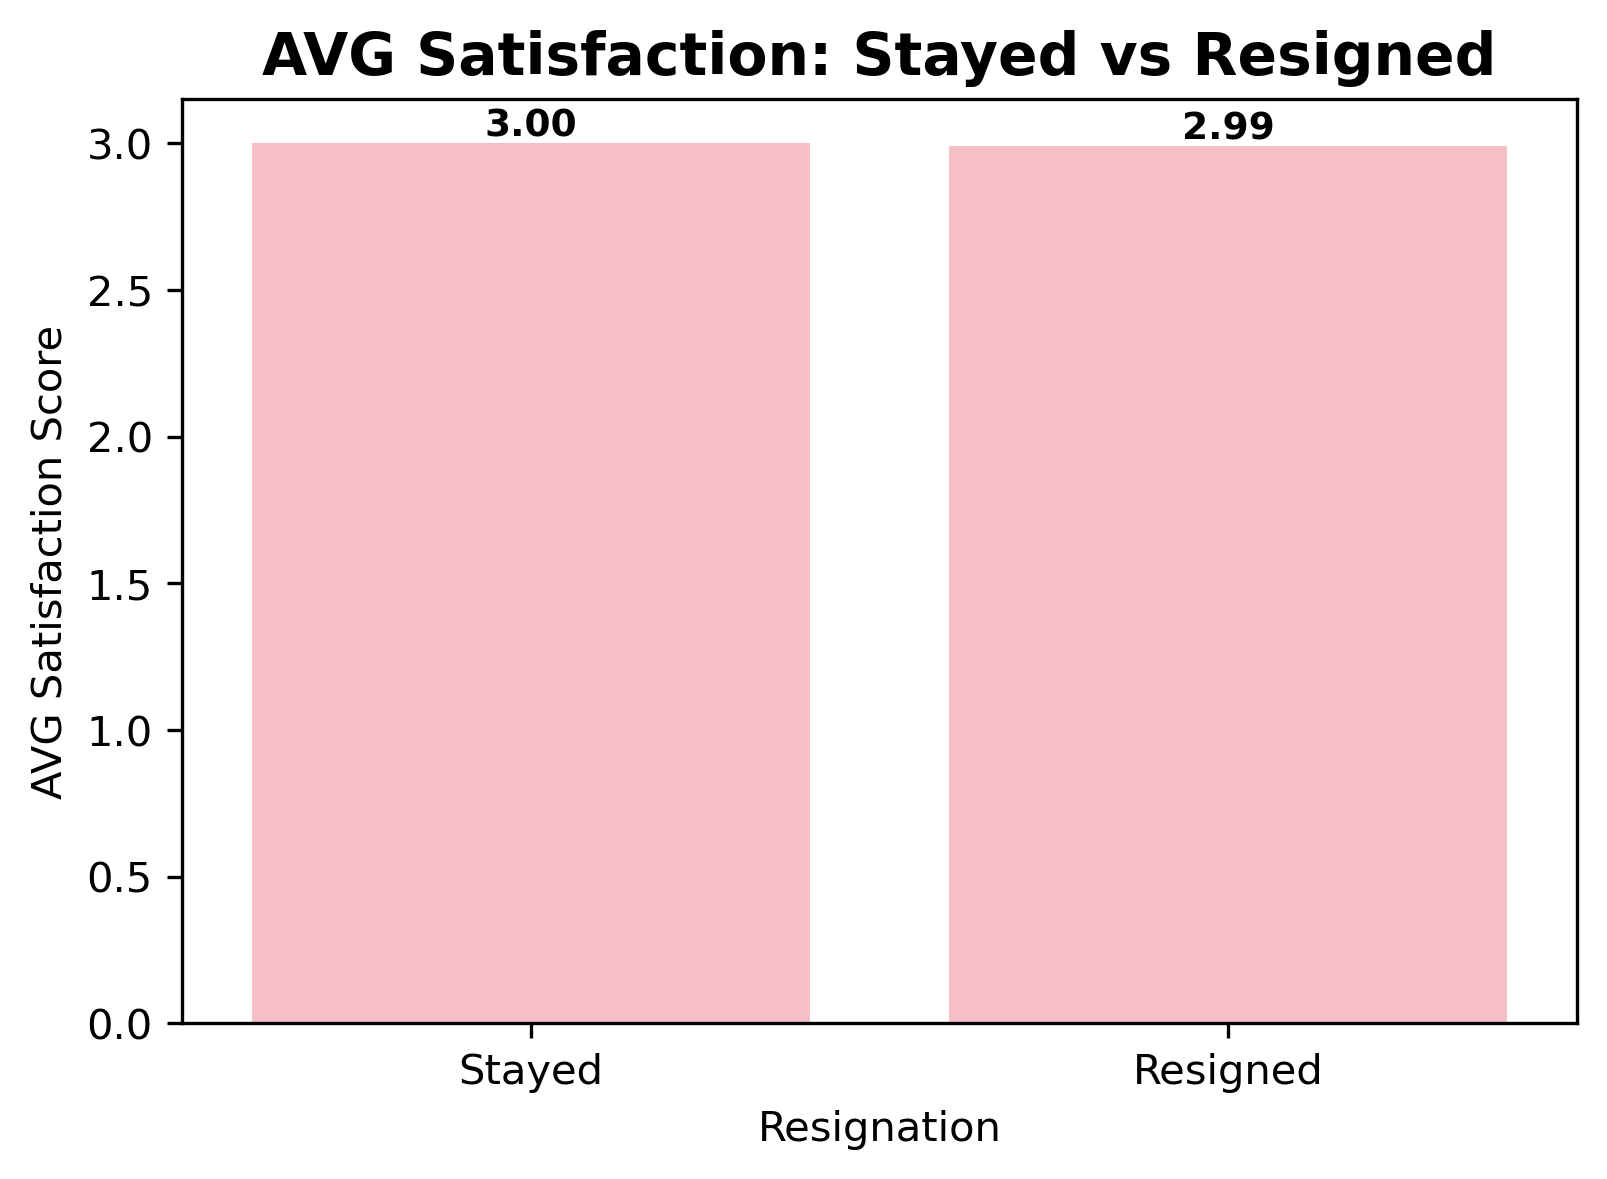 AVG Satisfaction: Stayed vs Resigned
3.00
2.99
3.0
2.5
2.0
1.5
1.0
0.5
0.0
AVG Satisfaction Score
Stayed
Resigned
Resignation